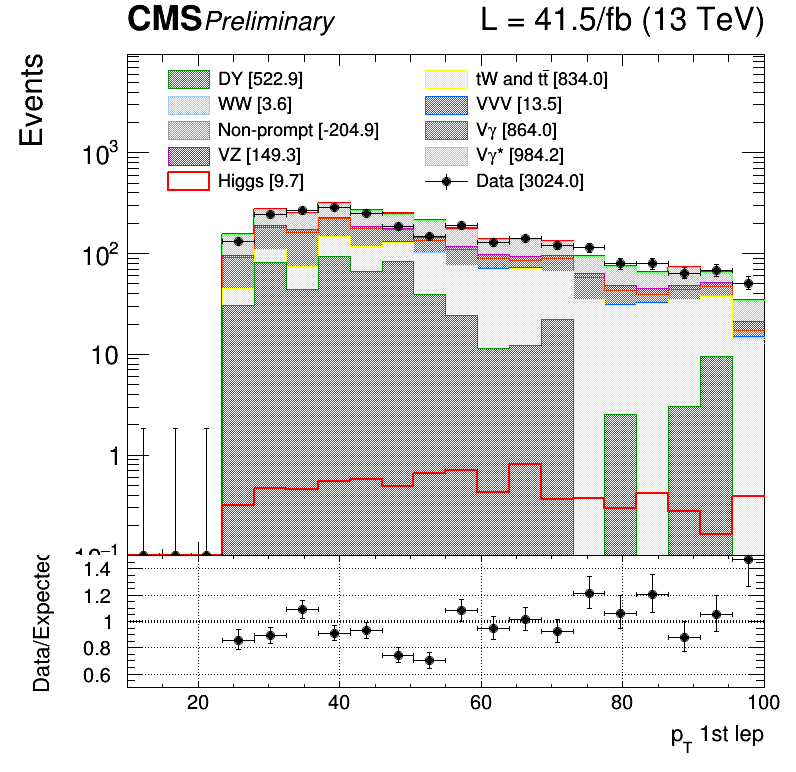 CMS Preliminary L = 41.5/fb (13 TeV)
Events
DY [522.9] tW and tt̄ [834.0]
WW [3.6] VVV [13.5]
Non-prompt [-204.9] Vγ [864.0]
VZ [149.3] Vγ* [984.2]
Higgs [9.7] Data [3024.0]
10³
10²
10
1
10⁻¹
Data/Expected
1.4
1.2
1
0.8
0.6
20 40 60 80 100
p_T 1st lep